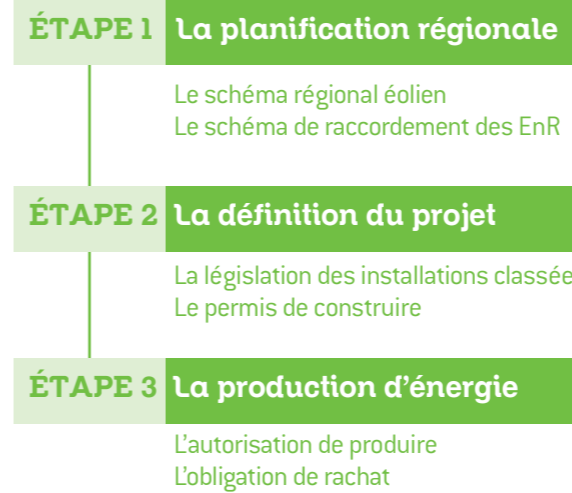 ÉTAPE 1 La planification régionale
Le schéma régional éolien
Le schéma de raccordement des EnR
ÉTAPE 2 La définition du projet
La législation des installations classée
Le permis de construire
ÉTAPE 3 La production d'énergie
L'autorisation de produire
L'obligation de rachat